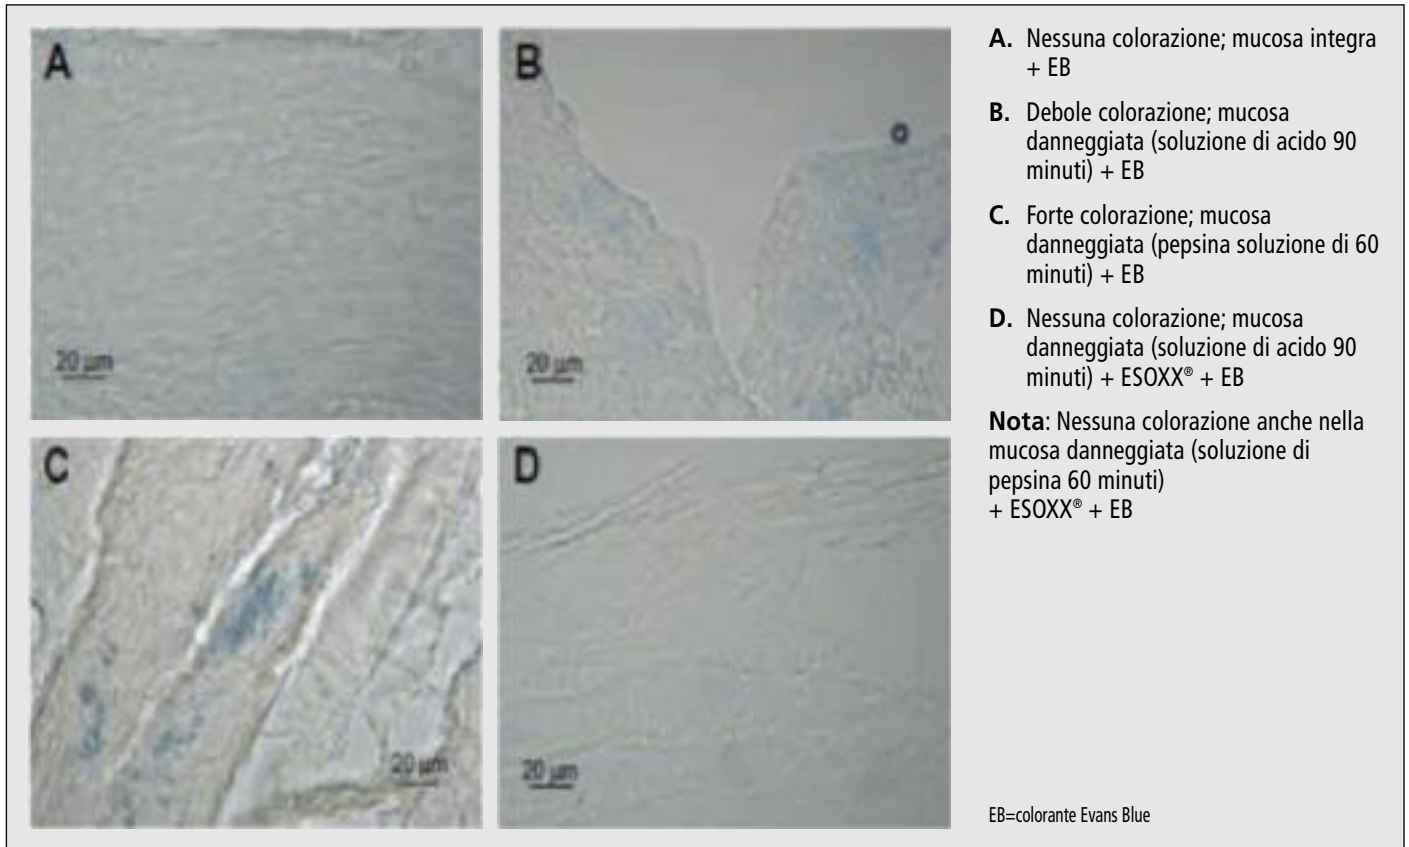 A
20 µm
B
20 µm
C
20 µm
D
20 µm
A. Nessuna colorazione; mucosa integra
+ EB
B. Debole colorazione; mucosa
danneggiata (soluzione di acido 90
minuti) + EB
C. Forte colorazione; mucosa
danneggiata (pepsina soluzione di 60
minuti) + EB
D. Nessuna colorazione; mucosa
danneggiata (soluzione di acido 90
minuti) + ESOXX® + EB
Nota: Nessuna colorazione anche nella
mucosa danneggiata (soluzione di
pepsina 60 minuti)
+ ESOXX® + EB
EB=colorante Evans Blue